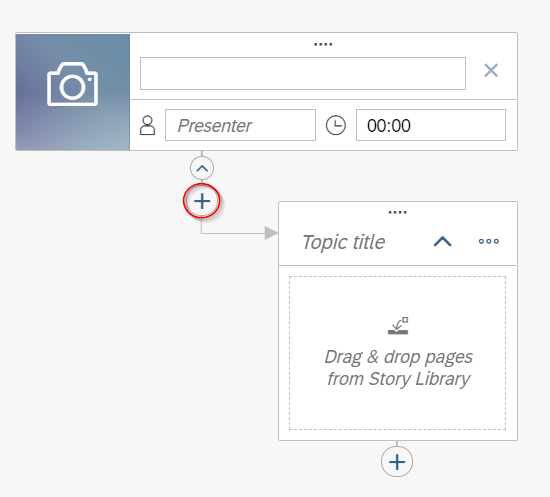 Presenter
00:00
Topic title
Drag & drop pages
from Story Library